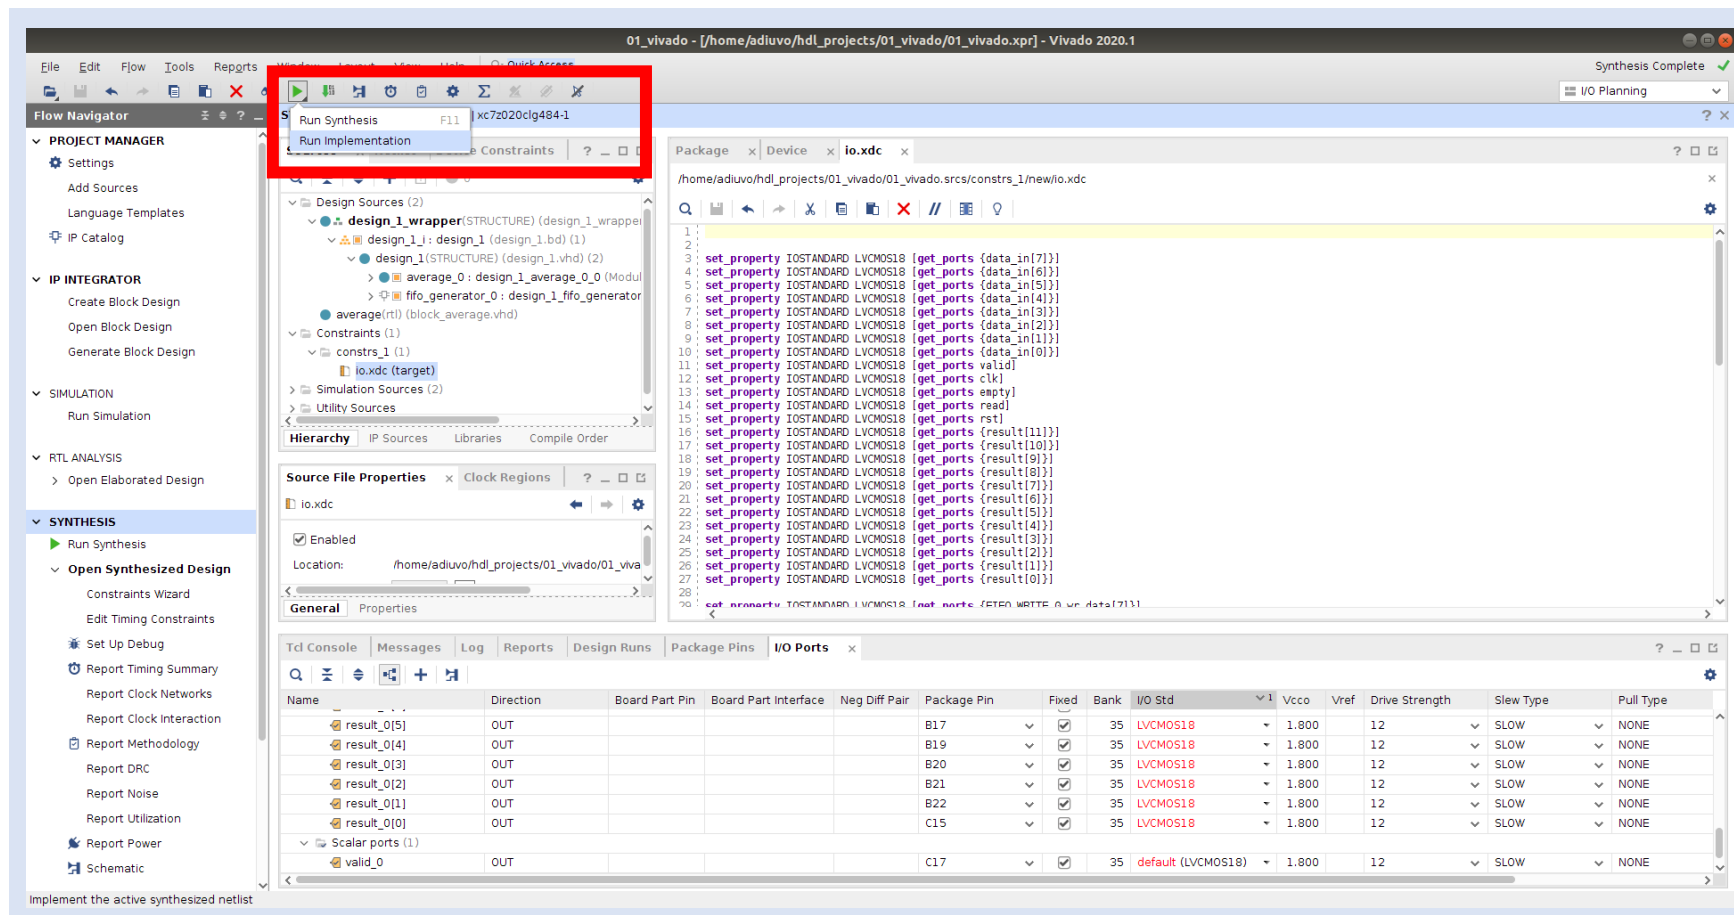 01_vivado - [/home/adiuvo/hdl_projects/01_vivado/01_vivado.xpr] - Vivado 2020.1
File Edit Flow Tools Reports Window Layout View Help Quick Access
Synthesis Complete
I/O Planning
Flow Navigator
xc7z020clg484-1
Run Synthesis F11
Run Implementation
PROJECT MANAGER
Settings
Add Sources
Language Templates
IP Catalog
IP INTEGRATOR
Create Block Design
Open Block Design
Generate Block Design
SIMULATION
Run Simulation
RTL ANALYSIS
Open Elaborated Design
SYNTHESIS
Run Synthesis
Open Synthesized Design
Constraints Wizard
Edit Timing Constraints
Set Up Debug
Report Timing Summary
Report Clock Networks
Report Clock Interaction
Report Methodology
Report DRC
Report Noise
Report Utilization
Report Power
Schematic
Constraints
Design Sources (2)
design_1_wrapper(STRUCTURE) (design_1_wrapper
design_1_i : design_1 (design_1.bd) (1)
design_1(STRUCTURE) (design_1.vhd) (2)
average_0 : design_1_average_0_0 (Modul
fifo_generator_0 : design_1_fifo_generator
average(rtl) (block_average.vhd)
Constraints (1)
constrs_1 (1)
io.xdc (target)
Simulation Sources (2)
Utility Sources
Hierarchy IP Sources Libraries Compile Order
Source File Properties Clock Regions
io.xdc
Enabled
Location: /home/adiuvo/hdl_projects/01_vivado/01_viva
General Properties
Package Device io.xdc
/home/adiuvo/hdl_projects/01_vivado/01_vivado.srcs/constrs_1/new/io.xdc
1
2
3 set_property IOSTANDARD LVCMOS18 [get_ports {data_in[7]}]
4 set_property IOSTANDARD LVCMOS18 [get_ports {data_in[6]}]
5 set_property IOSTANDARD LVCMOS18 [get_ports {data_in[5]}]
6 set_property IOSTANDARD LVCMOS18 [get_ports {data_in[4]}]
7 set_property IOSTANDARD LVCMOS18 [get_ports {data_in[3]}]
8 set_property IOSTANDARD LVCMOS18 [get_ports {data_in[2]}]
9 set_property IOSTANDARD LVCMOS18 [get_ports {data_in[1]}]
10 set_property IOSTANDARD LVCMOS18 [get_ports {data_in[0]}]
11 set_property IOSTANDARD LVCMOS18 [get_ports valid]
12 set_property IOSTANDARD LVCMOS18 [get_ports clk]
13 set_property IOSTANDARD LVCMOS18 [get_ports empty]
14 set_property IOSTANDARD LVCMOS18 [get_ports read]
15 set_property IOSTANDARD LVCMOS18 [get_ports rst]
16 set_property IOSTANDARD LVCMOS18 [get_ports {result[11]}]
17 set_property IOSTANDARD LVCMOS18 [get_ports {result[10]}]
18 set_property IOSTANDARD LVCMOS18 [get_ports {result[9]}]
19 set_property IOSTANDARD LVCMOS18 [get_ports {result[8]}]
20 set_property IOSTANDARD LVCMOS18 [get_ports {result[7]}]
21 set_property IOSTANDARD LVCMOS18 [get_ports {result[6]}]
22 set_property IOSTANDARD LVCMOS18 [get_ports {result[5]}]
23 set_property IOSTANDARD LVCMOS18 [get_ports {result[4]}]
24 set_property IOSTANDARD LVCMOS18 [get_ports {result[3]}]
25 set_property IOSTANDARD LVCMOS18 [get_ports {result[2]}]
26 set_property IOSTANDARD LVCMOS18 [get_ports {result[1]}]
27 set_property IOSTANDARD LVCMOS18 [get_ports {result[0]}]
28
29 set_property IOSTANDARD LVCMOS18 [get_ports {FIFO_WRITE_0_wr_data[7]}]
Tcl Console Messages Log Reports Design Runs Package Pins I/O Ports
Name Direction Board Part Pin Board Part Interface Neg Diff Pair Package Pin Fixed Bank I/O Std 1 Vcco Vref Drive Strength Slew Type Pull Type
result_0[5] OUT B17 35 LVCMOS18 1.800 12 SLOW NONE
result_0[4] OUT B19 35 LVCMOS18 1.800 12 SLOW NONE
result_0[3] OUT B20 35 LVCMOS18 1.800 12 SLOW NONE
result_0[2] OUT B21 35 LVCMOS18 1.800 12 SLOW NONE
result_0[1] OUT B22 35 LVCMOS18 1.800 12 SLOW NONE
result_0[0] OUT C15 35 LVCMOS18 1.800 12 SLOW NONE
Scalar ports (1)
valid_0 OUT C17 35 default (LVCMOS18) 1.800 12 SLOW NONE
Implement the active synthesized netlist